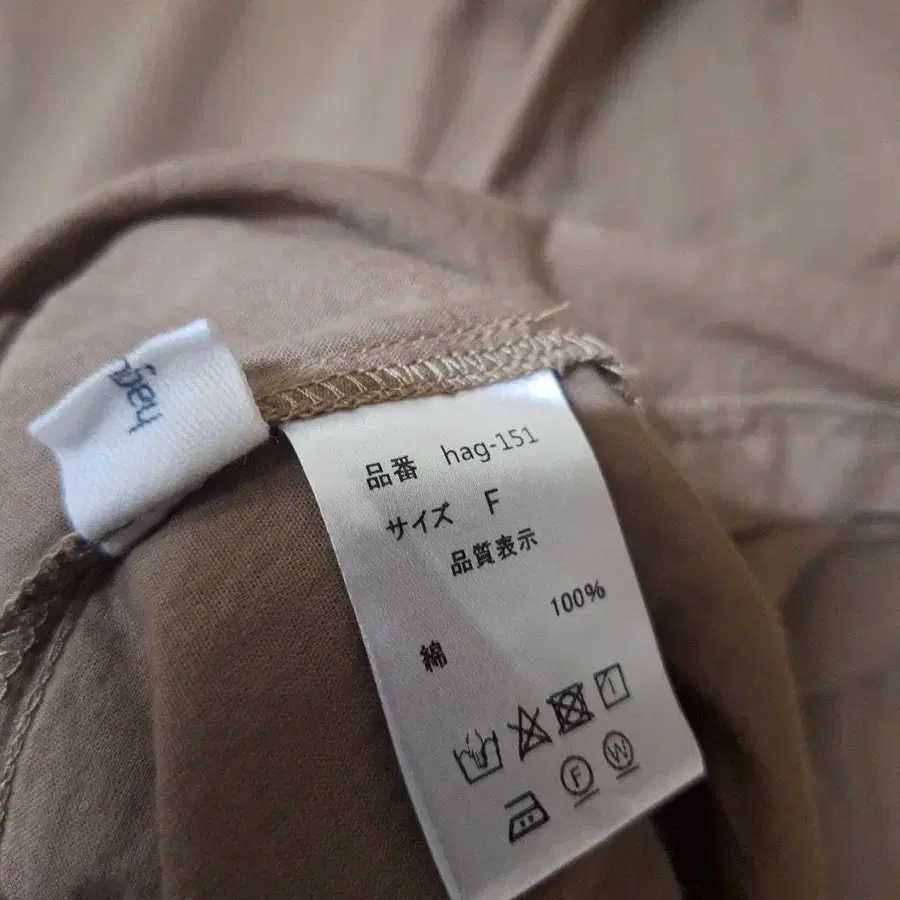 品番 hag-151
サイズ F
品質表示
綿 100%
F W